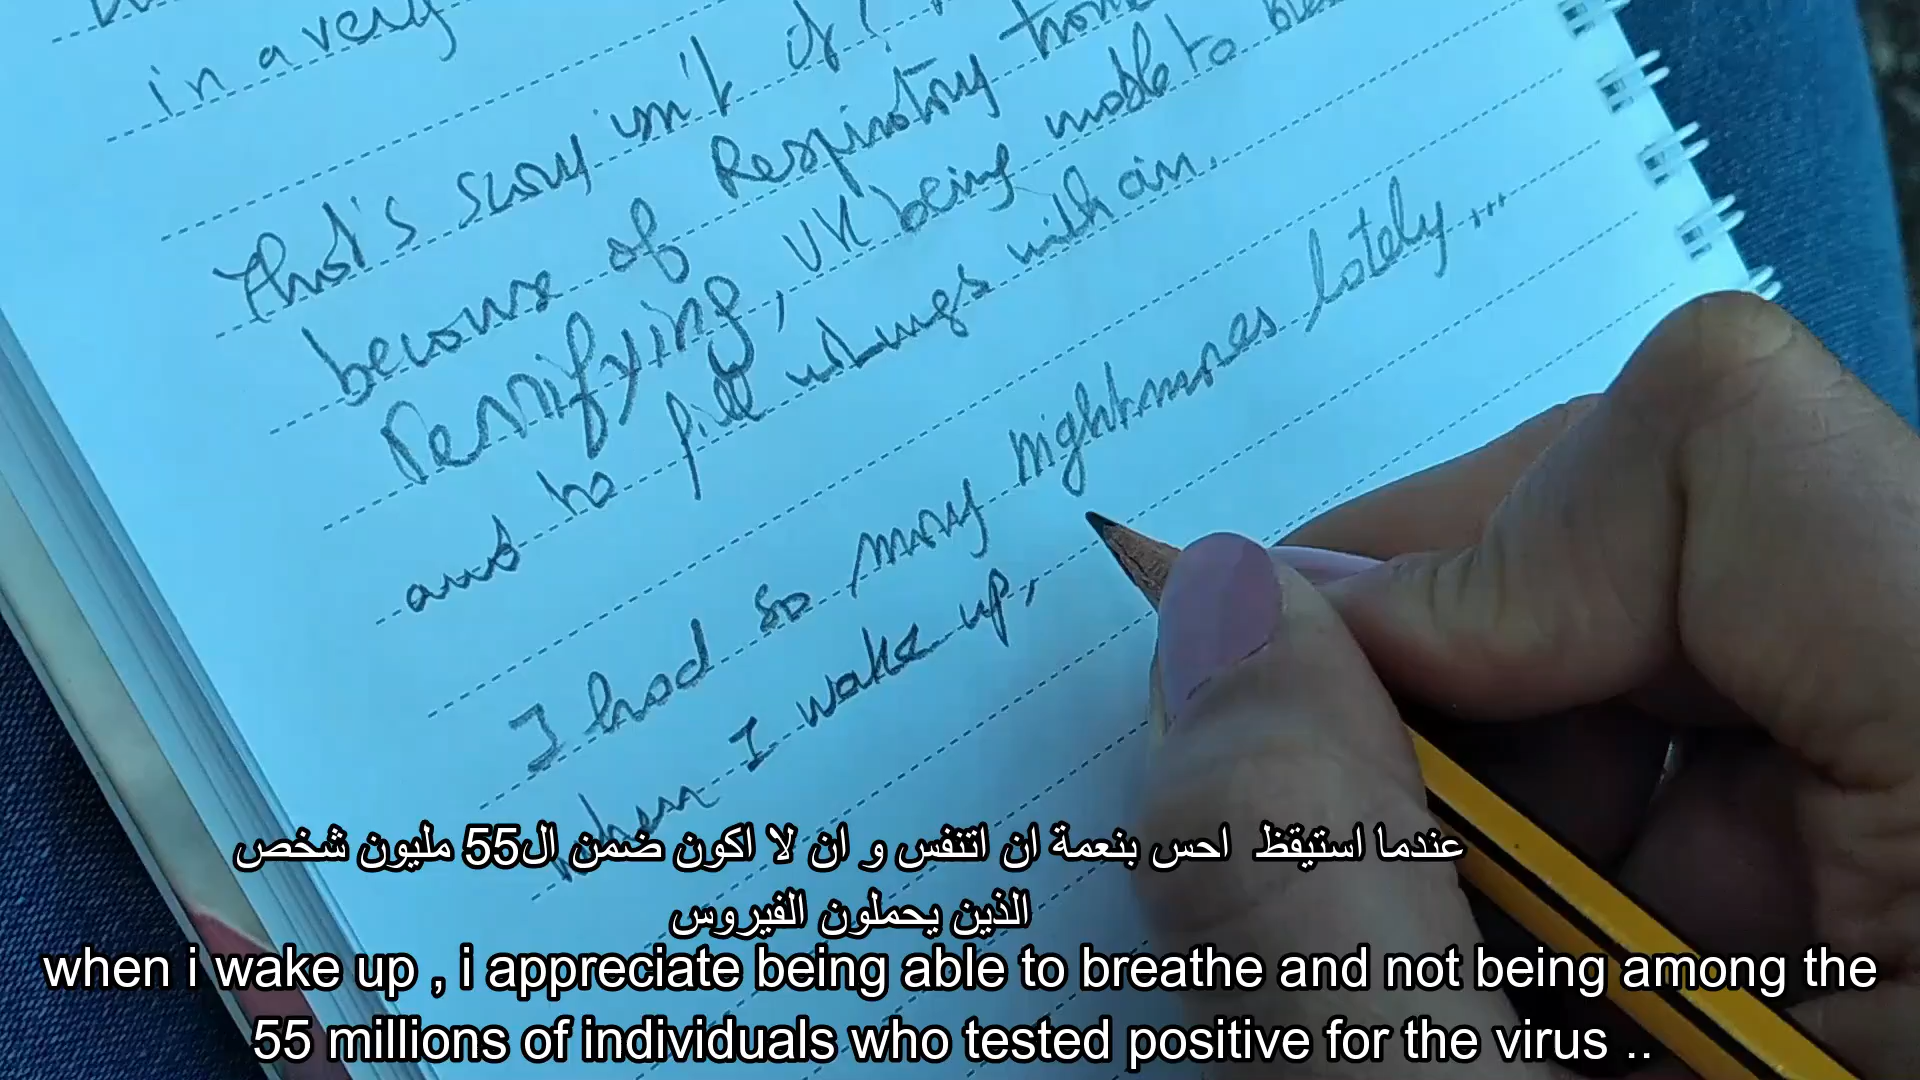 in a very
That's scary isn't it?
because of Respiratory
Terrifying, being unable to
and to fill lungs with air.
I had so many nightmares lately...
when I wake up,
عندما استيقظ احس بنعمة ان اتنفس و ان لا اكون ضمن ال55 مليون شخص
الذين يحملون الفيروس
when i wake up , i appreciate being able to breathe and not being among the
55 millions of individuals who tested positive for the virus ..